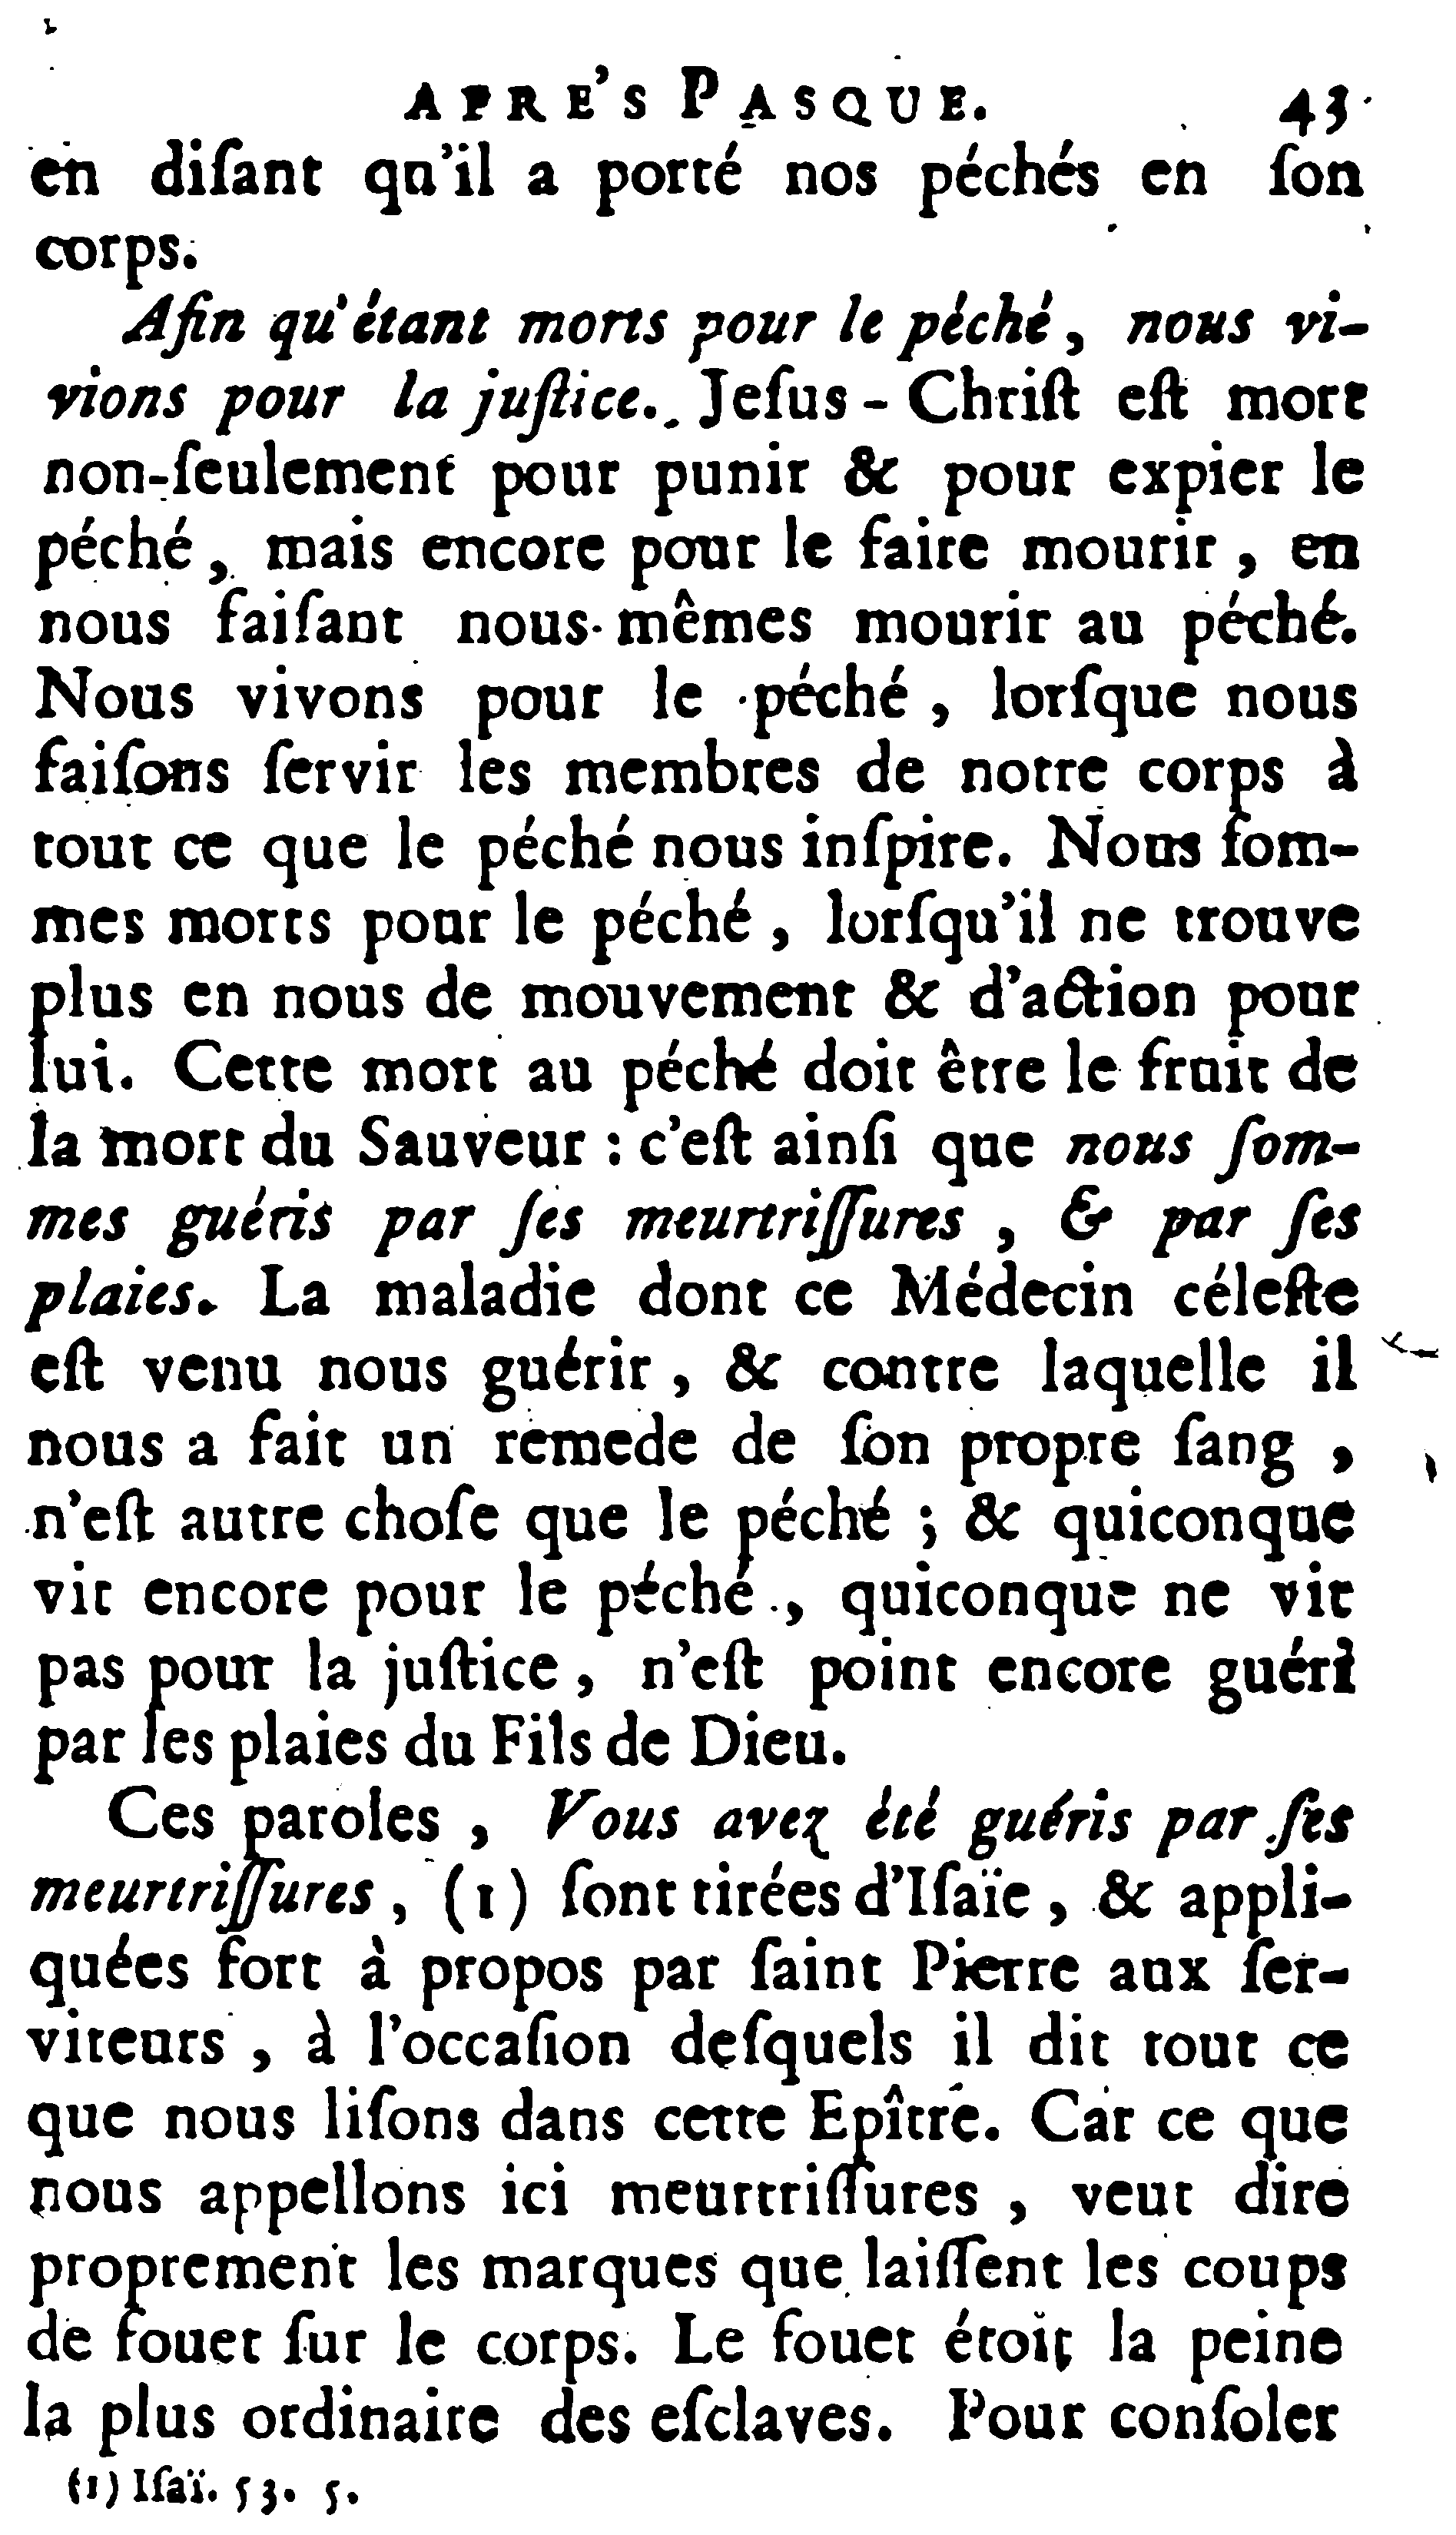 APRE'S PASQUE. 43
en diſant qu'il a porté nos péchés en ſon
corps.
Afin qu'étant morts pour le péché, nous vi-
vions pour la juſtice. Jeſus-Chriſt eſt mort
non-ſeulement pour punir & pour expier le
péché, mais encore pour le faire mourir, en
nous faiſant nous-mêmes mourir au péché.
Nous vivons pour le péché, lorſque nous
faiſons ſervir les membres de notre corps à
tout ce que le péché nous inſpire. Nous ſom-
mes morts pour le péché, lorſqu'il ne trouve
plus en nous de mouvement & d'action pour
lui. Cette mort au péché doit être le fruit de
la mort du Sauveur : c'eſt ainſi que nous ſom-
mes guéris par ſes meurtriſſures, & par ſes
plaies. La maladie dont ce Médecin céleſte
eſt venu nous guérir, & contre laquelle il
nous a fait un remede de ſon propre ſang,
n'eſt autre choſe que le péché ; & quiconque
vit encore pour le péché, quiconque ne vit
pas pour la juſtice, n'eſt point encore guéri
par les plaies du Fils de Dieu.
Ces paroles, Vous avez été guéris par ſes
meurtriſſures, (1) ſont tirées d'Iſaïe, & appli-
quées fort à propos par ſaint Pierre aux ſer-
viteurs, à l'occaſion deſquels il dit tout ce
que nous liſons dans cette Epître. Car ce que
nous appellons ici meurtriſſures, veut dire
proprement les marques que laiſſent les coups
de fouet ſur le corps. Le fouet étoit la peine
la plus ordinaire des eſclaves. Pour conſoler
(1) Iſaï. 53. 5.